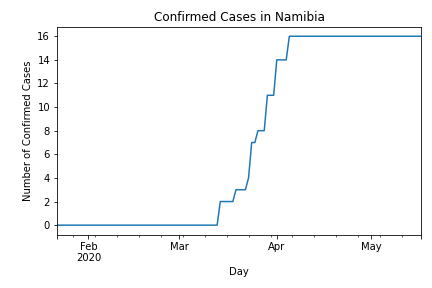 Confirmed Cases in Namibia
Number of Confirmed Cases
16
14
12
10
8
6
4
2
0
Feb
2020
Mar
Apr
May
Day